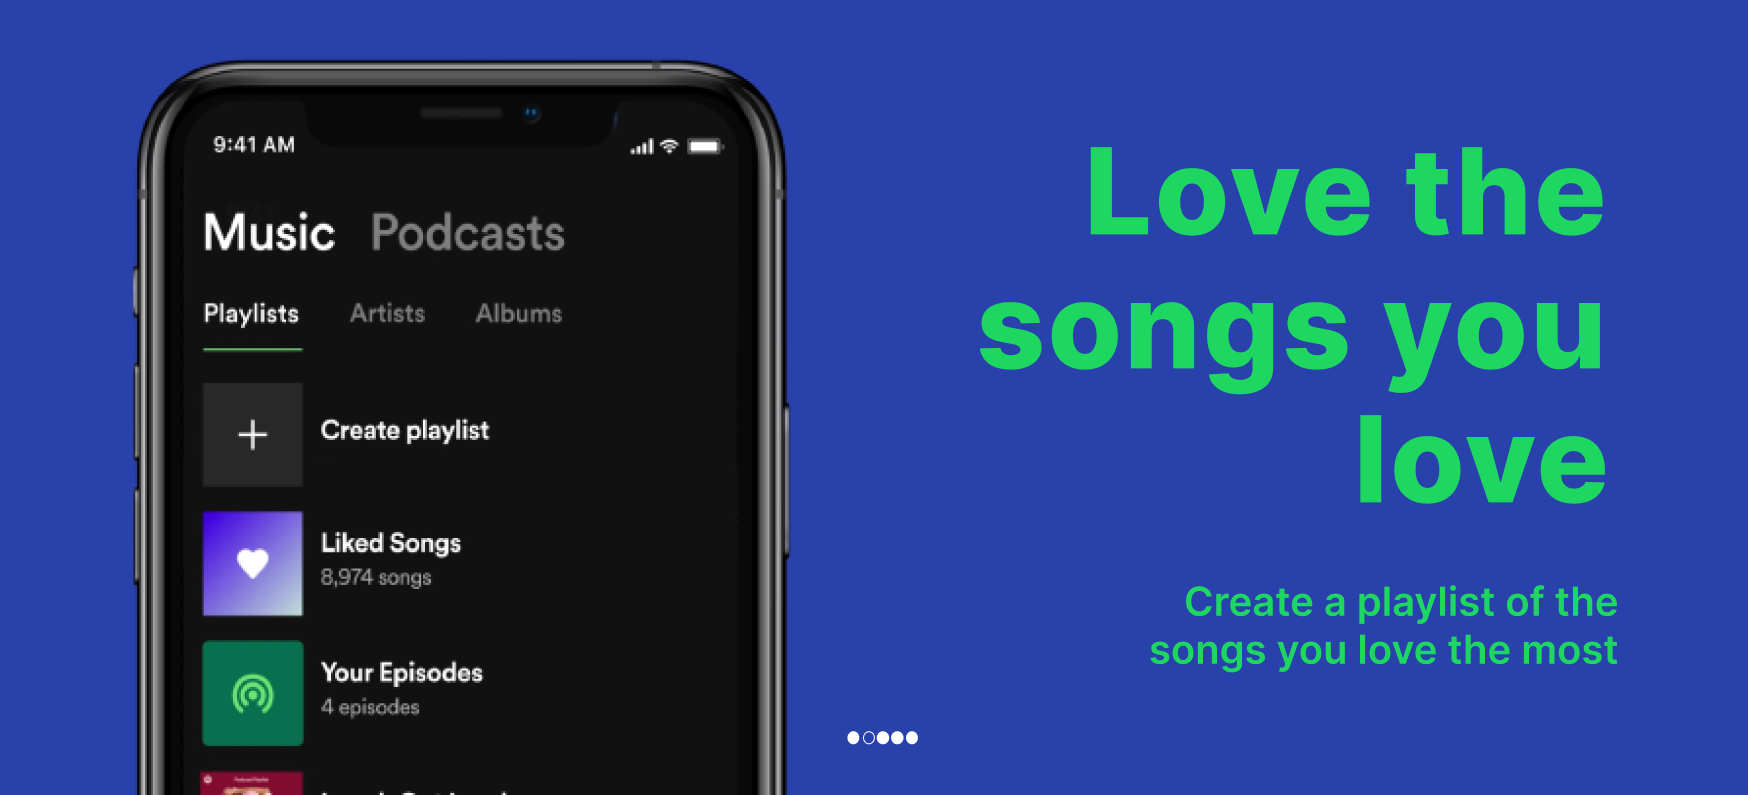 9:41 AM
Music Podcasts
Playlists Artists Albums
Create playlist
Liked Songs
8,974 songs
Your Episodes
4 episodes
Love the
songs you
love
Create a playlist of the
songs you love the most